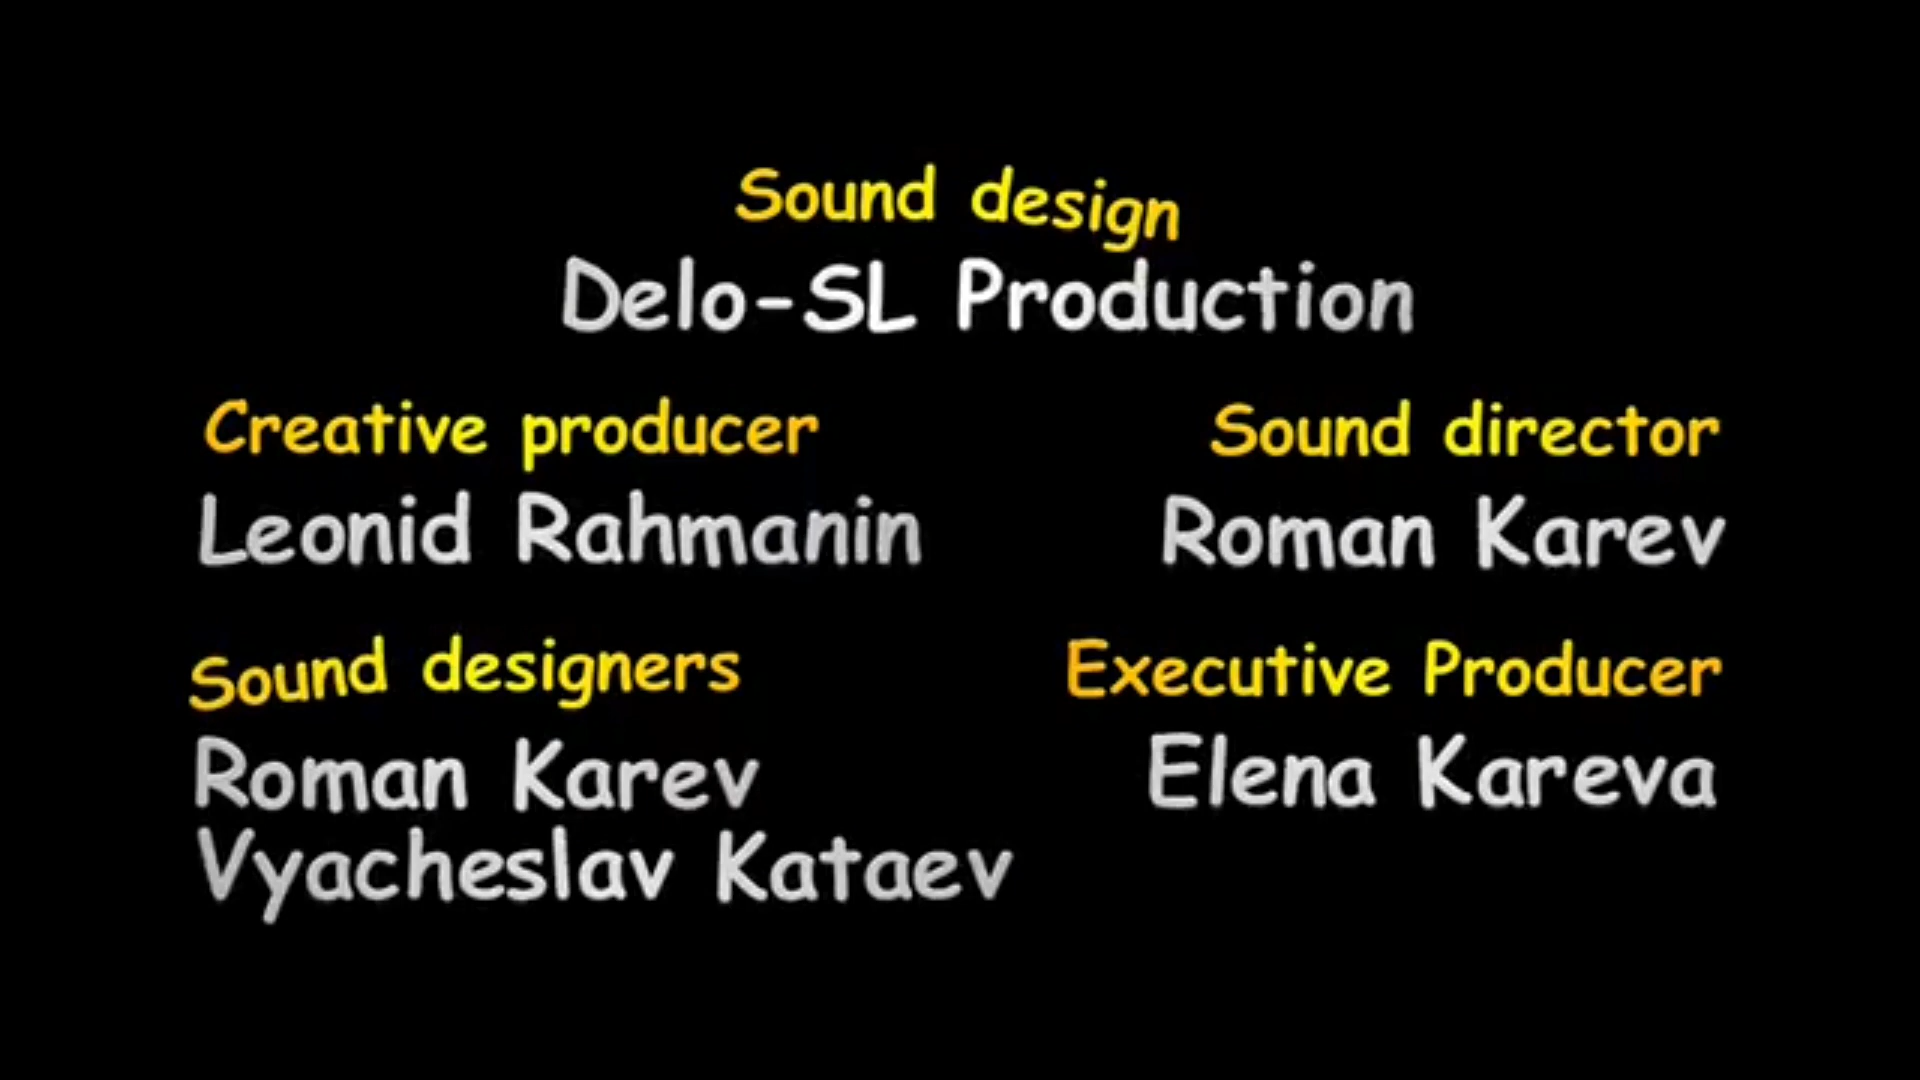 Sound design
Delo-SL Production
Creative producer
Leonid Rahmanin
Sound director
Roman Karev
Sound designers
Roman Karev
Vyacheslav Kataev
Executive Producer
Elena Kareva